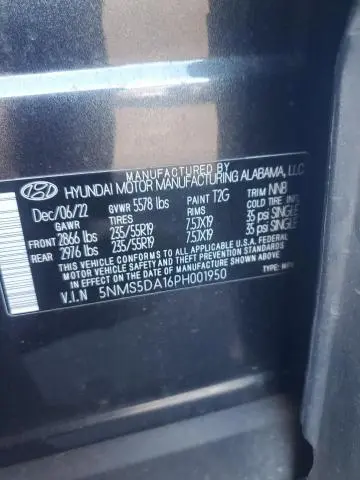 MANUFACTURED BY
HYUNDAI MOTOR MANUFACTURING ALABAMA, LLC
Dec/06/22 GVWR 5578 lbs PAINT T2G TRIM NNB
GAWR TIRES RIMS COLD TIRE INFL
FRONT 2866 lbs 235/55R19 7.5JX19 35 psi SINGLE
REAR 2976 lbs 235/55R19 7.5JX19 35 psi SINGLE
THIS VEHICLE CONFORMS TO ALL APPLICABLE U.S.A. FEDERAL
MOTOR VEHICLE SAFETY STANDARDS
IN EFFECT ON THE DATE OF MANUFACTURE SHOWN ABOVE.
V.I.N 5NMS5DA16PH001950 TYPE: MPV